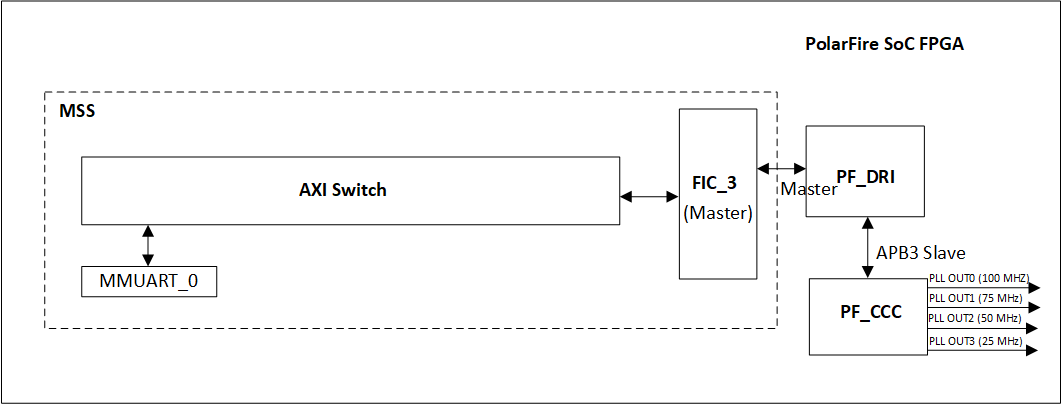 PolarFire SoC FPGA
MSS
AXI Switch
FIC_3
(Master)
Master
PF_DRI
MMUART_0
APB3 Slave
PF_CCC
PLL OUT0 (100 MHZ)
PLL OUT1 (75 MHz)
PLL OUT2 (50 MHz)
PLL OUT3 (25 MHz)